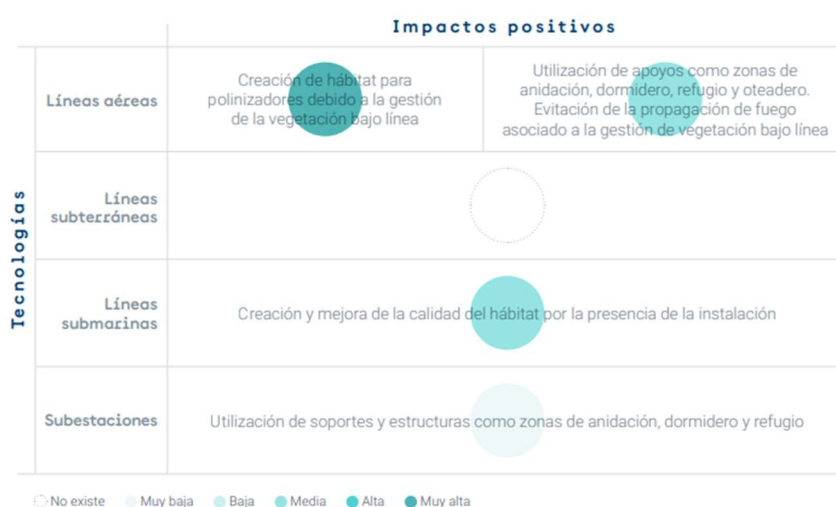 Impactos positivos
Tecnologías
Líneas aéreas
Creación de hábitat para
polinizadores debido a la gestión
de la vegetación bajo línea
Utilización de apoyos como zonas de
anidación, dormidero, refugio y oteadero.
Evitación de la propagación de fuego
asociado a la gestión de vegetación bajo línea
Líneas
subterráneas
Líneas
submarinas
Creación y mejora de la calidad del hábitat por la presencia de la instalación
Subestaciones
Utilización de soportes y estructuras como zonas de anidación, dormidero y refugio
No existe Muy baja Baja Media Alta Muy alta